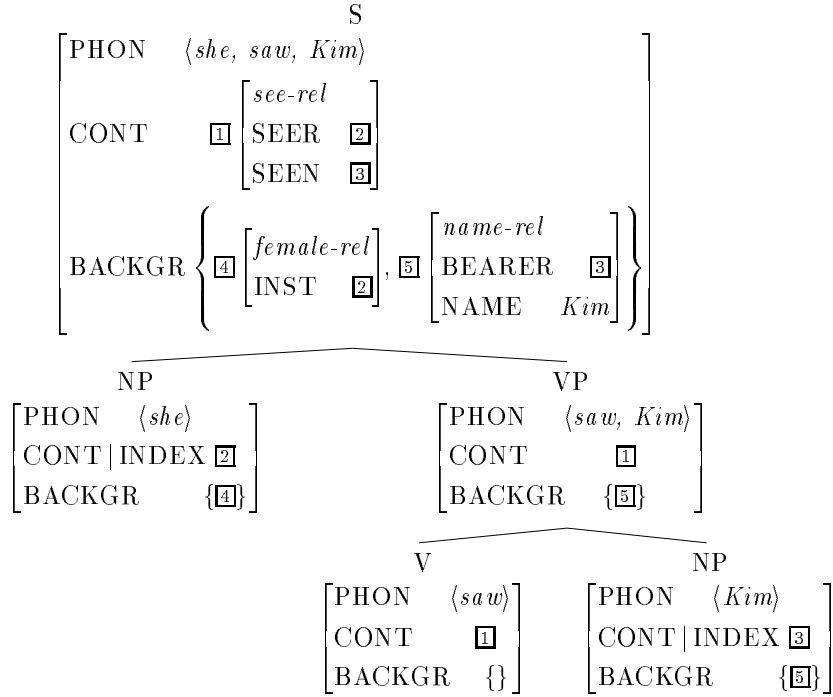 S
PHON ⟨she, saw, Kim⟩
see-rel
CONT 1 SEER 2
SEEN 3
name-rel
female-rel
BACKGR { 4 , 5 BEARER 3 }
INST 2
NAME Kim
NP VP
PHON ⟨she⟩ PHON ⟨saw, Kim⟩
CONT | INDEX 2 CONT 1
BACKGR {4} BACKGR {5}
V NP
PHON ⟨saw⟩ PHON ⟨Kim⟩
CONT 1 CONT | INDEX 3
BACKGR {} BACKGR {5}